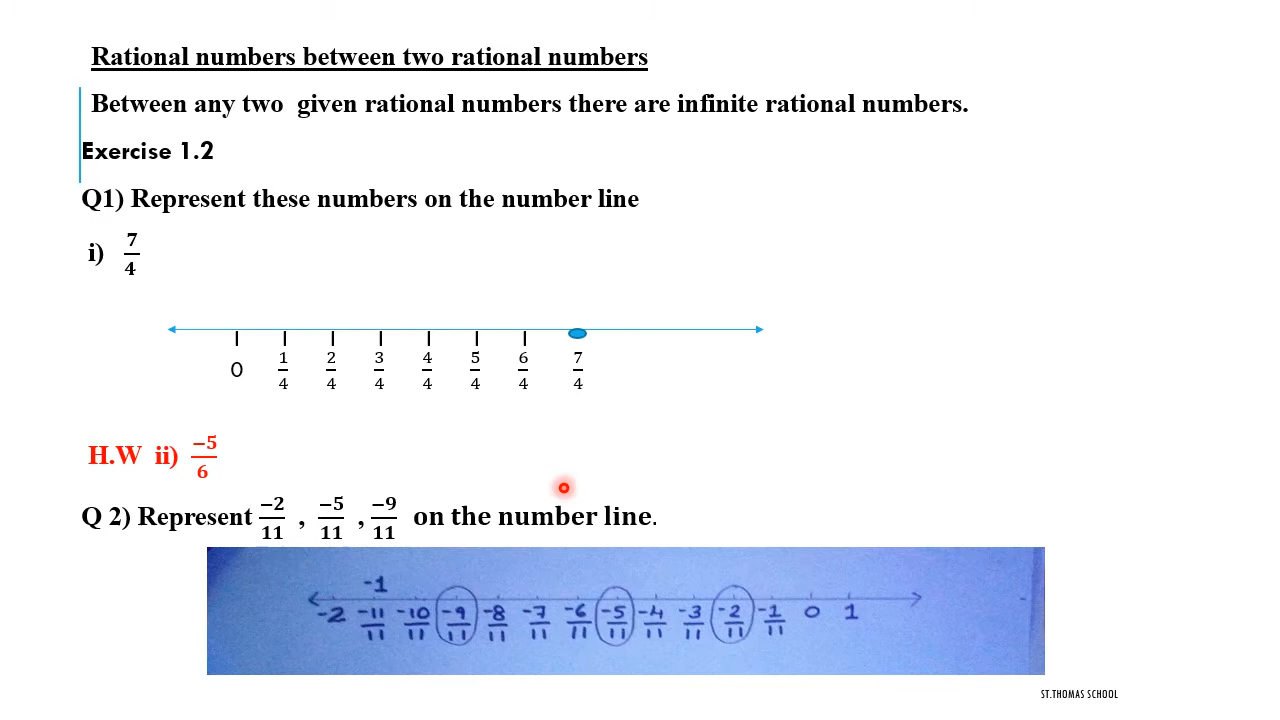 Rational numbers between two rational numbers
Between any two given rational numbers there are infinite rational numbers.
Exercise 1.2
Q1) Represent these numbers on the number line
i) 7/4
0 1/4 2/4 3/4 4/4 5/4 6/4 7/4
H.W ii) −5/6
Q 2) Represent −2/11 , −5/11 , −9/11 on the number line.
-1
-2 -11/11 -10/11 -9/11 -8/11 -7/11 -6/11 -5/11 -4/11 -3/11 -2/11 -1/11 0 1
ST.THOMAS SCHOOL